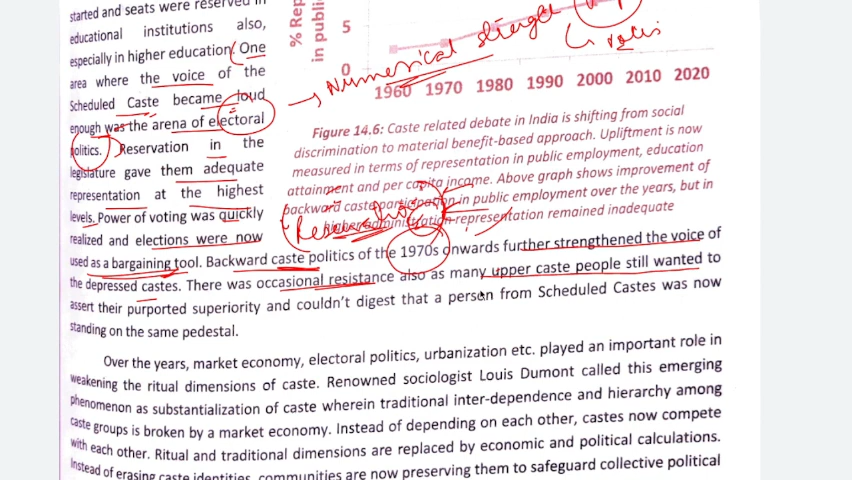 started and seats were reserved in
educational institutions also,
especially in higher education. One
area where the voice of the
Scheduled Caste became loud
enough was the arena of electoral
politics. Reservation in the
legislature gave them adequate
representation at the highest
levels. Power of voting was quickly
realized and elections were now
% Rep
in publi
5
0
1960 1970 1980 1990 2000 2010 2020
→ Numerical strength
Figure 14.6: Caste related debate in India is shifting from social
discrimination to material benefit-based approach. Upliftment is now
measured in terms of representation in public employment, education
attainment and per capita income. Above graph shows improvement of
backward caste participation in public employment over the years, but in
higher administration representation remained inadequate
used as a bargaining tool. Backward caste politics of the 1970s onwards further strengthened the voice of
the depressed castes. There was occasional resistance also as many upper caste people still wanted to
assert their purported superiority and couldn't digest that a person from Scheduled Castes was now
standing on the same pedestal.
Over the years, market economy, electoral politics, urbanization etc. played an important role in
weakening the ritual dimensions of caste. Renowned sociologist Louis Dumont called this emerging
phenomenon as substantialization of caste wherein traditional inter-dependence and hierarchy among
caste groups is broken by a market economy. Instead of depending on each other, castes now compete
with each other. Ritual and traditional dimensions are replaced by economic and political calculations.
Instead of erasing caste identities, communities are now preserving them to safeguard collective political